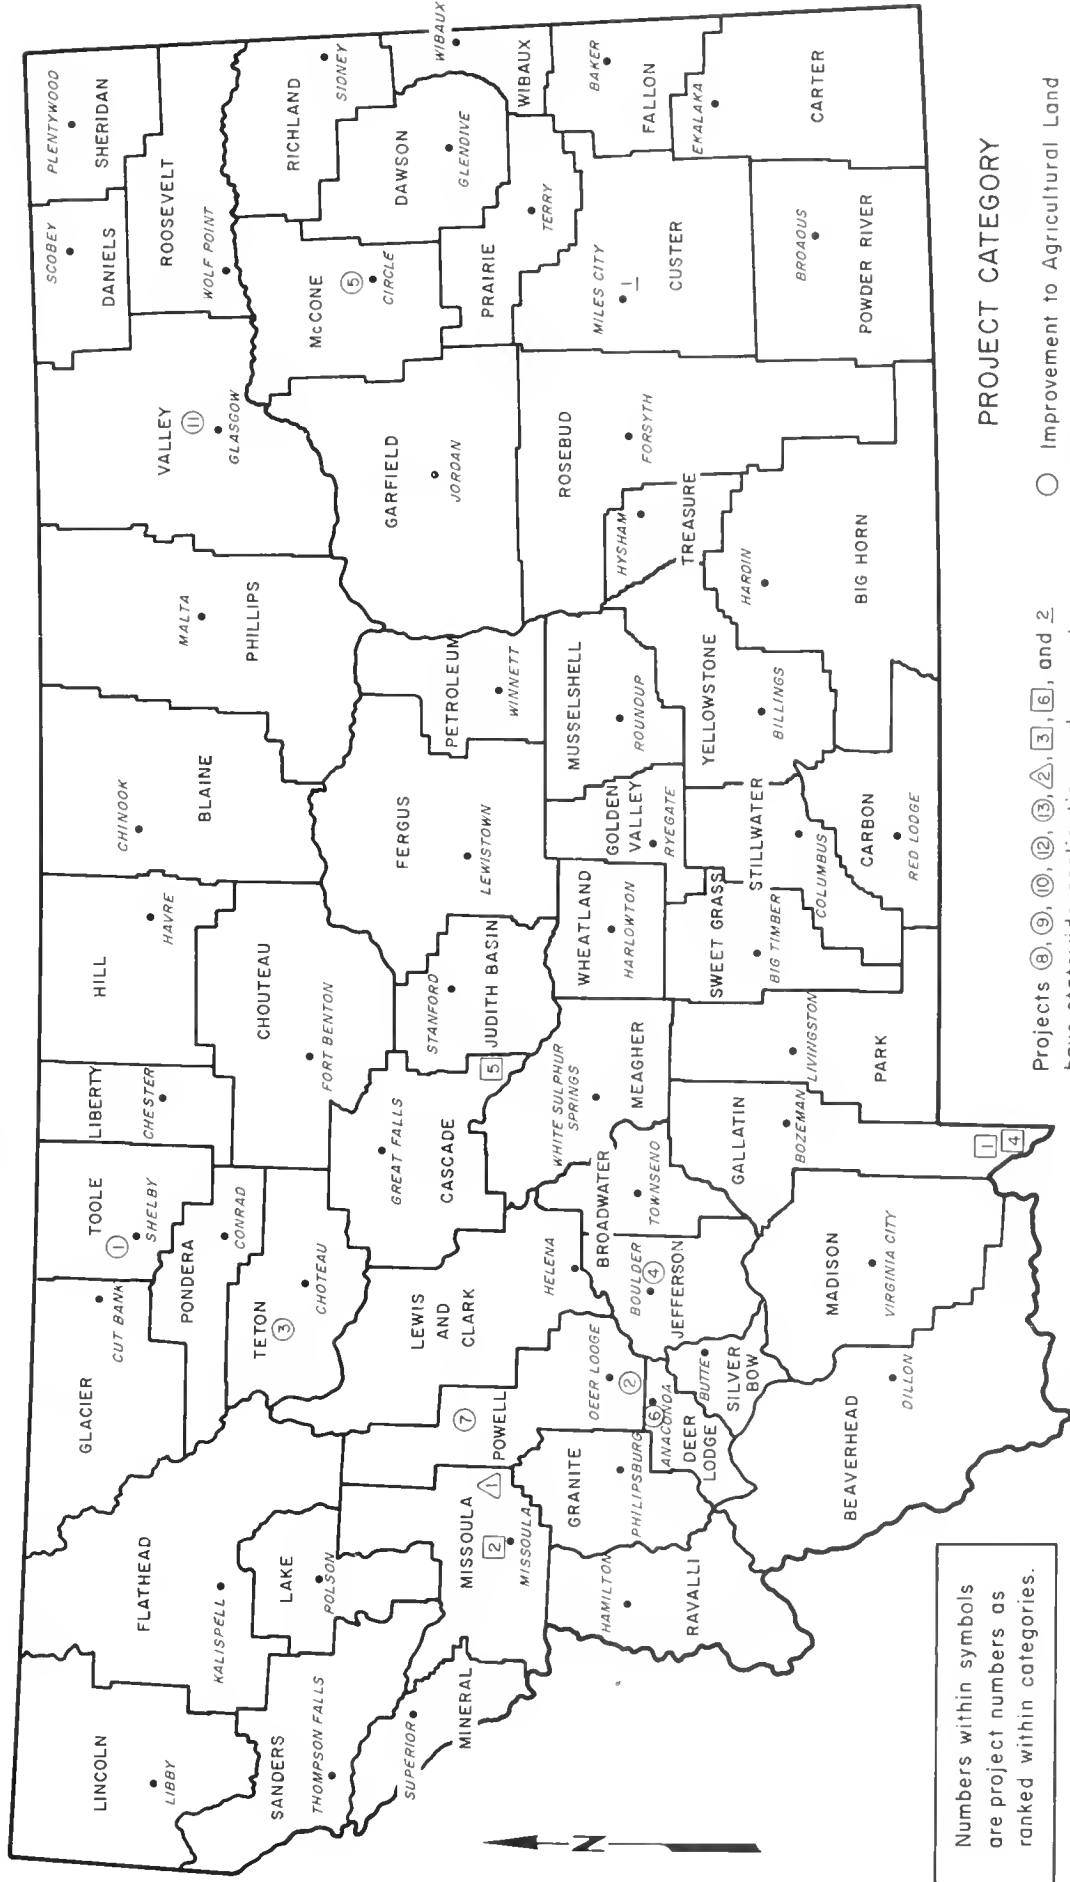 LINCOLN
LIBBY
FLATHEAD
KALISPELL
GLACIER
CUT BANK
TOOLE
①
SHELBY
LIBERTY
CHESTER
HILL
HAVRE
BLAINE
CHINOOK
PHILLIPS
MALTA
VALLEY
⑪
GLASGOW
DANIELS
SCOBEY
SHERIDAN
PLENTYWOOD
ROOSEVELT
WOLF POINT
SANDERS
THOMPSON FALLS
LAKE
POLSON
PONDERA
CONRAD
TETON
③
CHOTEAU
CHOUTEAU
FORT BENTON
McCONE
⑤
CIRCLE
RICHLAND
SIDNEY
DAWSON
GLENDIVE
WIBAUX
WIBAUX
SUPERIOR
MINERAL
MISSOULA
2
1
MISSOULA
POWELL
⑦
DEER LODGE
②
LEWIS
AND
CLARK
HELENA
CASCADE
GREAT FALLS
JUDITH BASIN
STANFORD
5
FERGUS
LEWISTOWN
PETROLEUM
WINNETT
GARFIELD
JORDAN
PRAIRIE
TERRY
RAVALLI
HAMILTON
GRANITE
PHILIPSBURG
DEER
LODGE
⑥
ANACONDA
SILVER
BOW
BUTTE
JEFFERSON
BOULDER
④
BROADWATER
TOWNSEND
MEAGHER
WHITE SULPHUR
SPRINGS
WHEATLAND
HARLOWTON
GOLDEN
VALLEY
RYEGATE
MUSSELSHELL
ROUNDUP
ROSEBUD
FORSYTH
TREASURE
HYSHAM
CUSTER
MILES CITY
1
FALLON
BAKER
BEAVERHEAD
DILLON
MADISON
VIRGINIA CITY
GALLATIN
BOZEMAN
1
4
PARK
LIVINGSTON
SWEET GRASS
BIG TIMBER
STILLWATER
COLUMBUS
CARBON
RED LODGE
YELLOWSTONE
BILLINGS
BIG HORN
HARDIN
POWDER RIVER
BROADUS
CARTER
EKALAKA
N
Numbers within symbols
are project numbers as
ranked within categories.
Projects ⑧, ⑨, ⑩, ⑫, ⑬, 2, 3, 6, and 2
PROJECT CATEGORY
Improvement to Agricultural Land